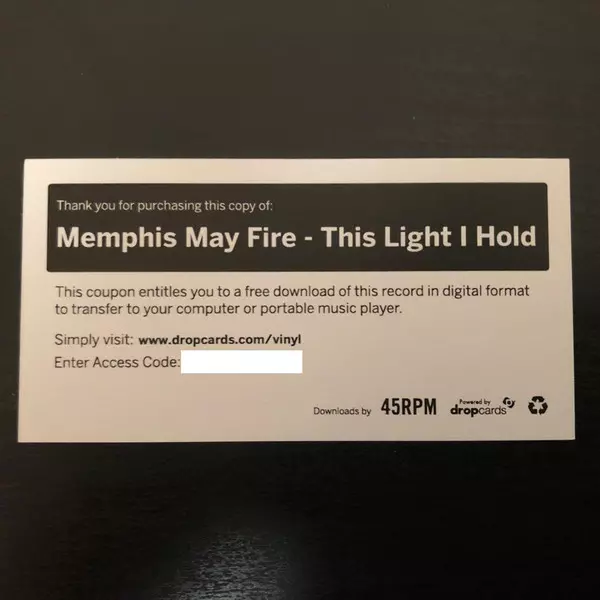 Thank you for purchasing this copy of:
Memphis May Fire - This Light I Hold
This coupon entitles you to a free download of this record in digital format
to transfer to your computer or portable music player.
Simply visit: www.dropcards.com/vinyl
Enter Access Code:
Downloads by 45RPM Powered by dropcards